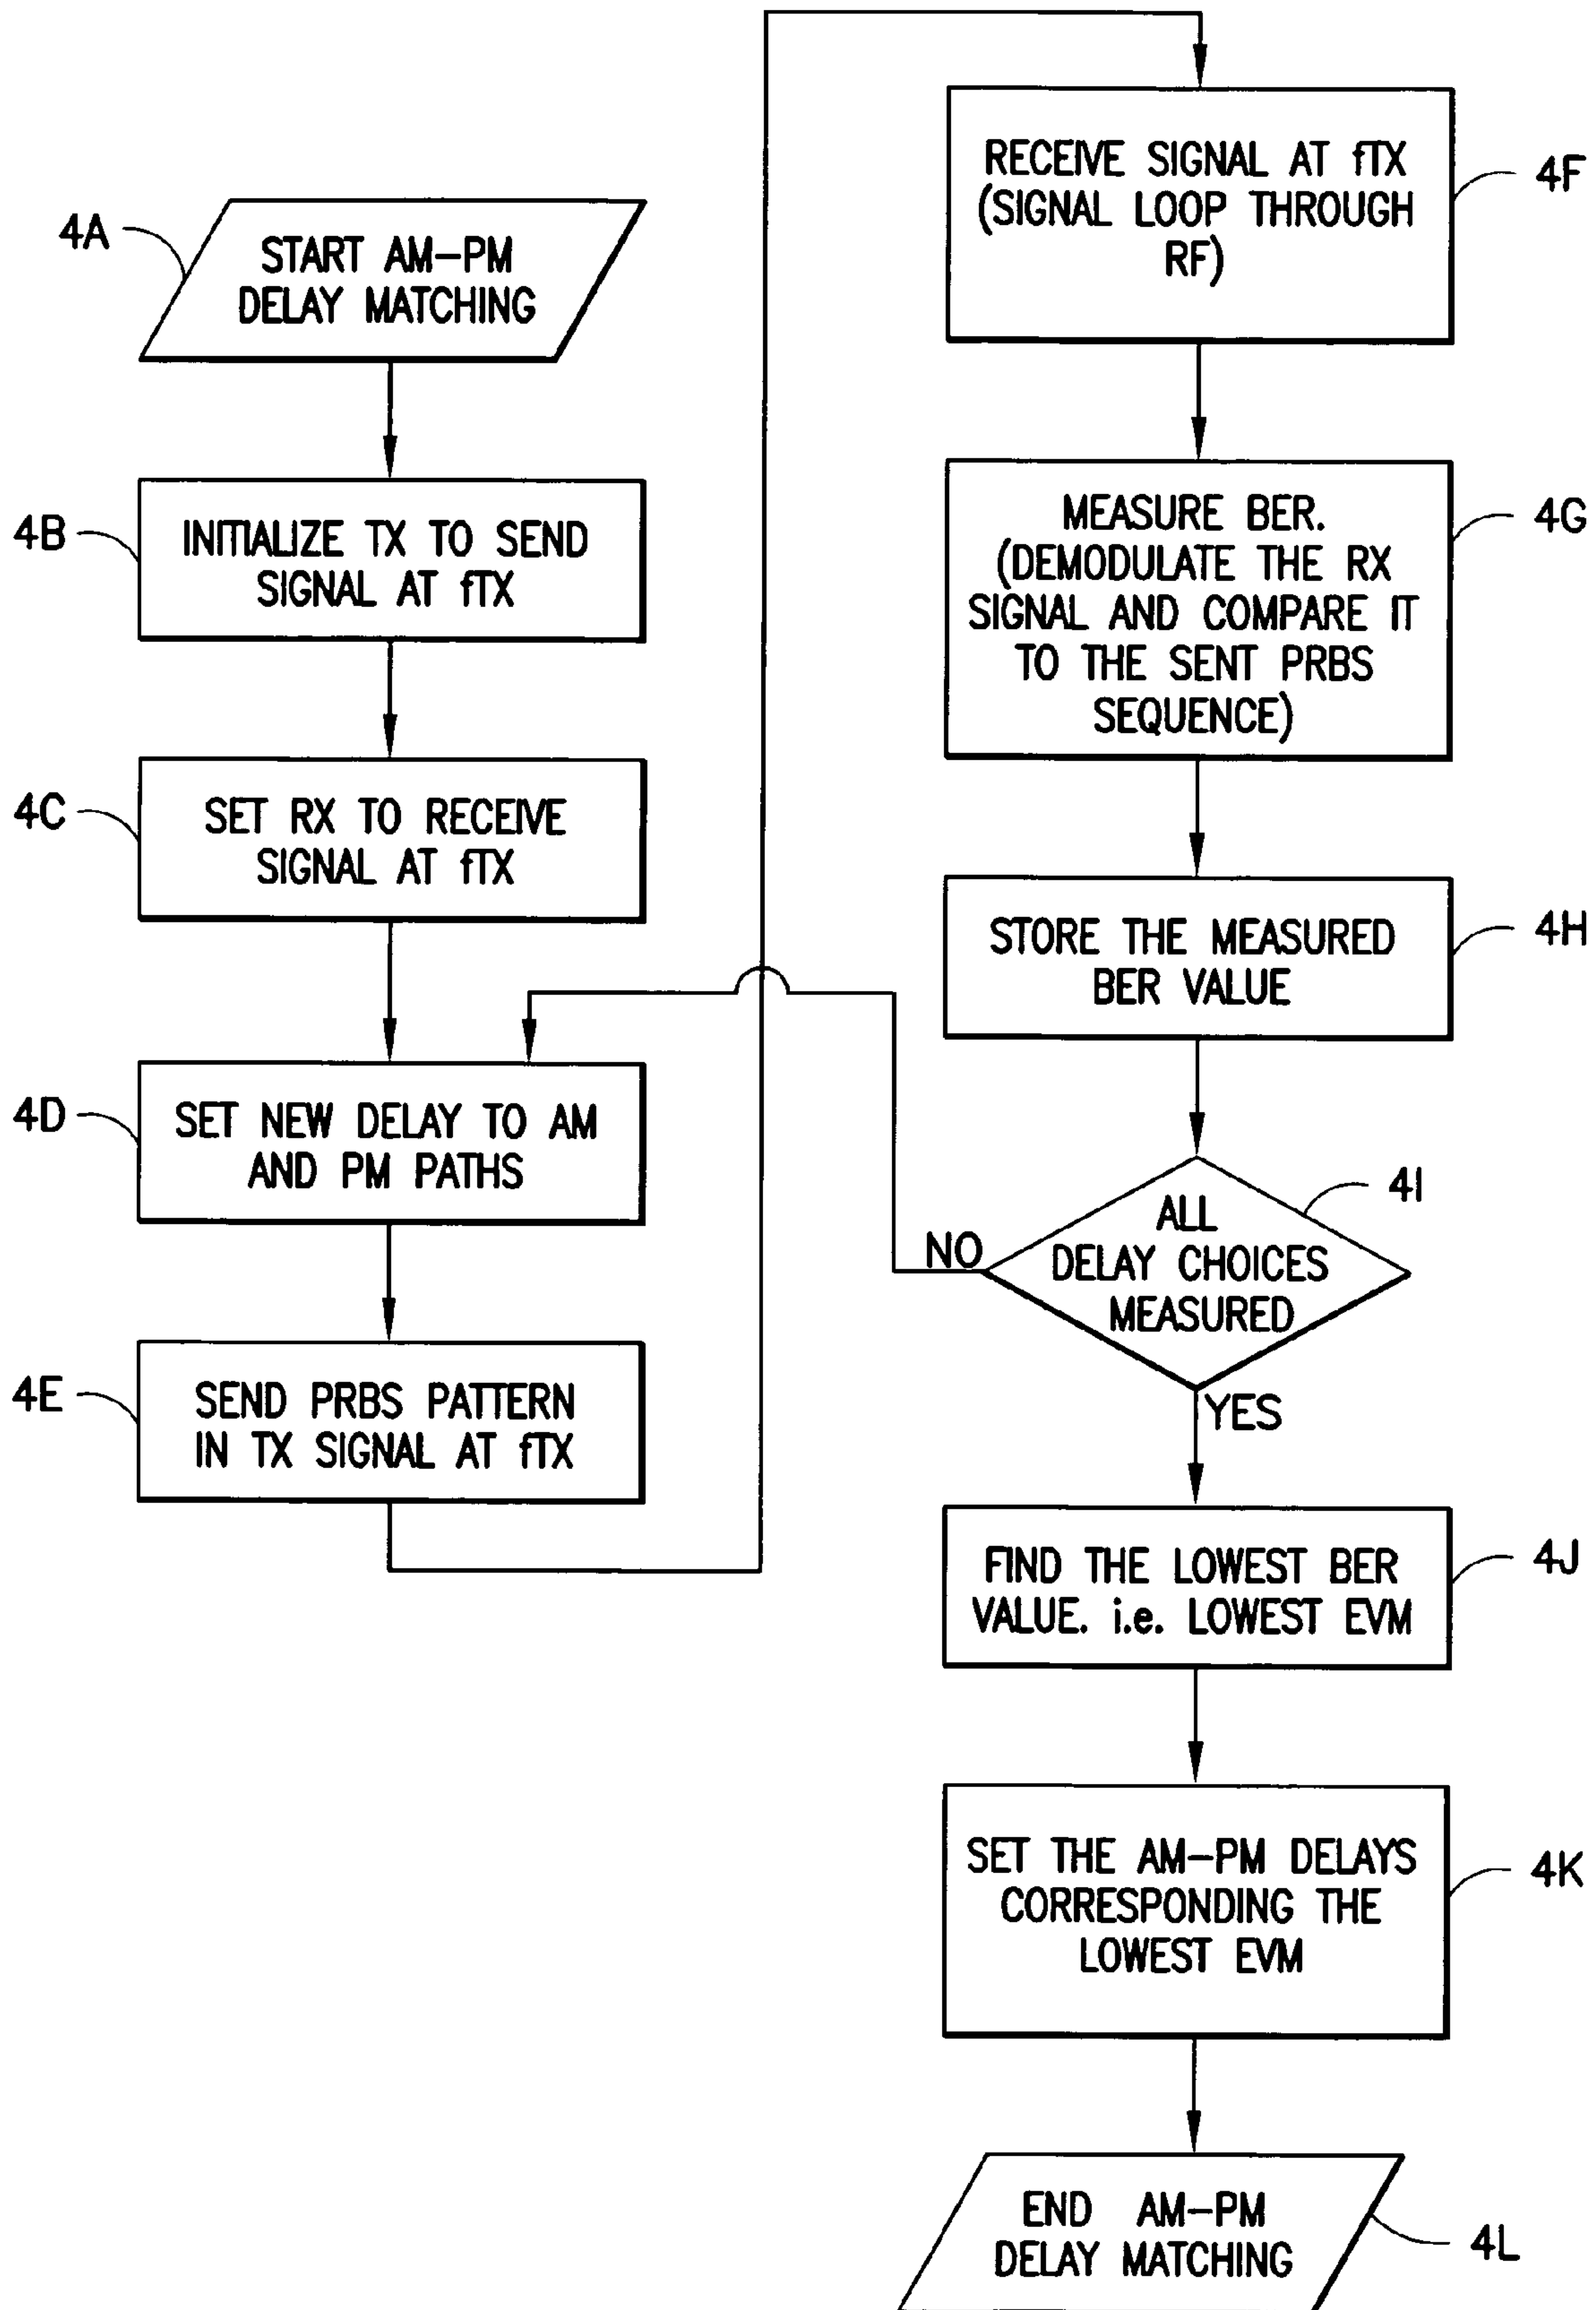 4A
START AM-PM
DELAY MATCHING
4B
INITIALIZE TX TO SEND
SIGNAL AT fTX
4C
SET RX TO RECEIVE
SIGNAL AT fTX
4D
SET NEW DELAY TO AM
AND PM PATHS
4E
SEND PRBS PATTERN
IN TX SIGNAL AT fTX
RECEIVE SIGNAL AT fTX
(SIGNAL LOOP THROUGH
RF)
4F
MEASURE BER.
(DEMODULATE THE RX
SIGNAL AND COMPARE IT
TO THE SENT PRBS
SEQUENCE)
4G
STORE THE MEASURED
BER VALUE
4H
ALL
DELAY CHOICES
MEASURED
4I
NO
YES
FIND THE LOWEST BER
VALUE. i.e. LOWEST EVM
4J
SET THE AM-PM DELAYS
CORRESPONDING THE
LOWEST EVM
4K
END AM-PM
DELAY MATCHING
4L